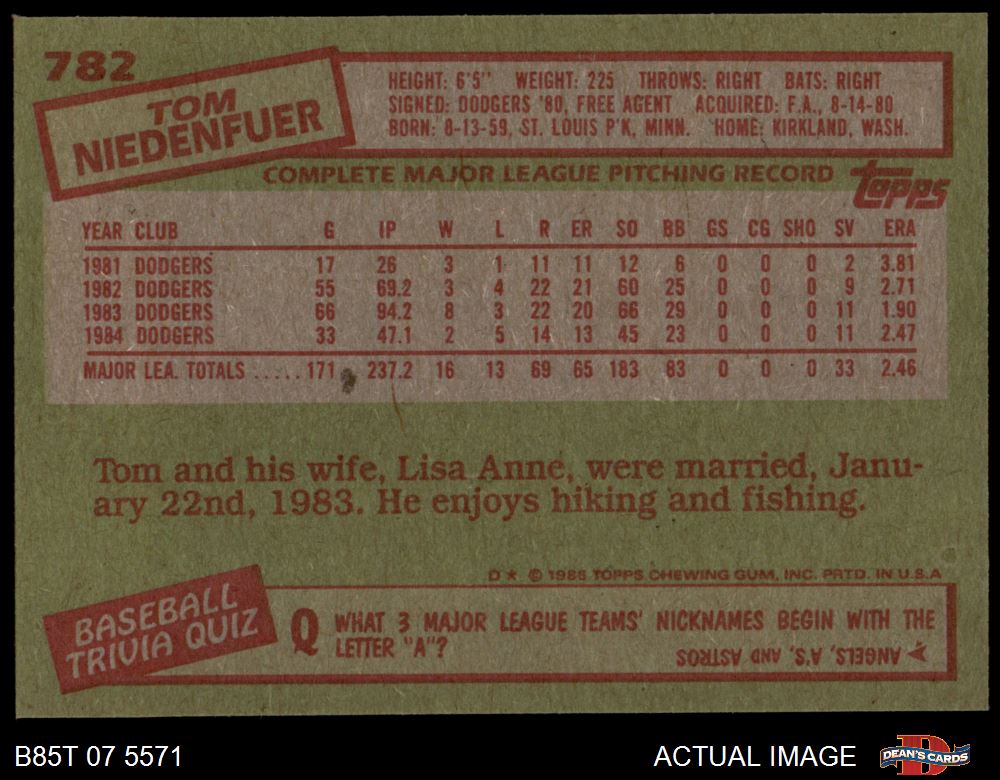 782
TOM
NIEDENFUER
HEIGHT: 6'5" WEIGHT: 225 THROWS: RIGHT BATS: RIGHT
SIGNED: DODGERS '80, FREE AGENT ACQUIRED: F.A., 8-14-80
BORN: 8-13-59, ST. LOUIS P'K, MINN. HOME: KIRKLAND, WASH.
COMPLETE MAJOR LEAGUE PITCHING RECORD
topps
YEAR CLUB G IP W L R ER SO BB GS CG SHO SV ERA
1981 DODGERS 17 26 3 1 11 11 12 6 0 0 0 2 3.81
1982 DODGERS 55 69.2 3 4 22 21 60 25 0 0 0 9 2.71
1983 DODGERS 66 94.2 8 3 22 20 66 29 0 0 0 11 1.90
1984 DODGERS 33 47.1 2 5 14 13 45 23 0 0 0 11 2.47
MAJOR LEA. TOTALS ..... 171 237.2 16 13 69 65 183 83 0 0 0 33 2.46
Tom and his wife, Lisa Anne, were married, Janu-
ary 22nd, 1983. He enjoys hiking and fishing.
D* © 1985 TOPPS CHEWING GUM, INC. PRTD. IN U.S.A
BASEBALL
TRIVIA QUIZ
Q WHAT 3 MAJOR LEAGUE TEAMS' NICKNAMES BEGIN WITH THE
LETTER "A"?
ANGELS, A'S, AND ASTROS
B85T 07 5571
ACTUAL IMAGE
DEAN'S CARDS